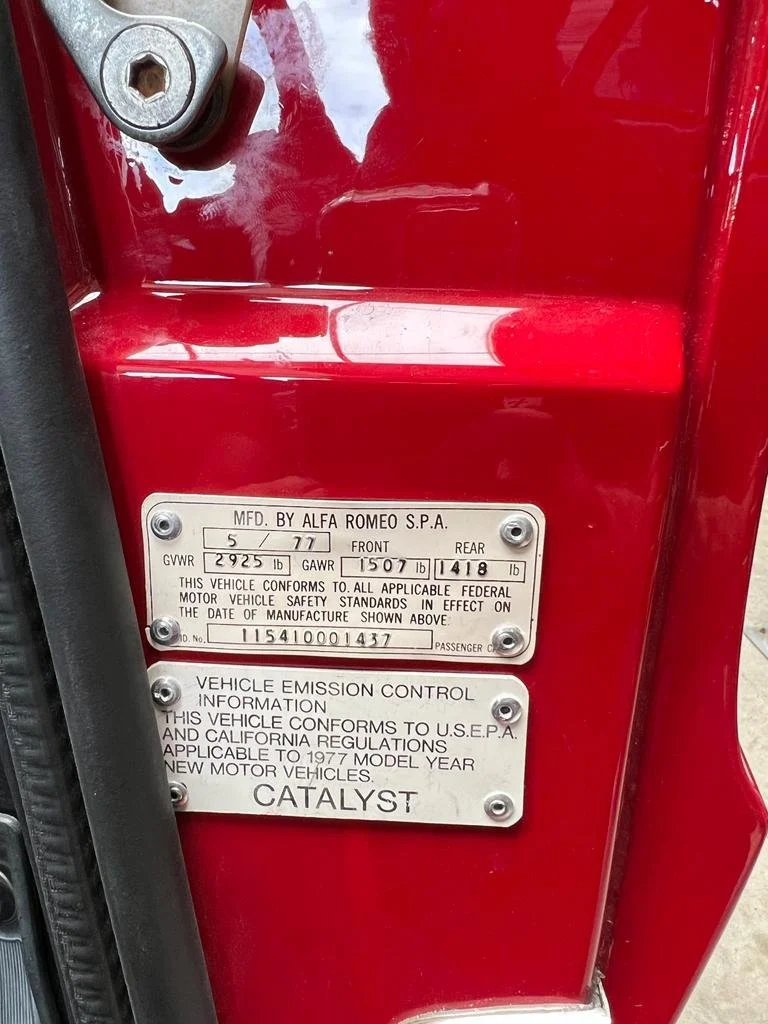 MFD. BY ALFA ROMEO S.P.A.
5 / 77 FRONT REAR
GVWR 2925 lb GAWR 1507 lb 1418 lb
THIS VEHICLE CONFORMS TO ALL APPLICABLE FEDERAL
MOTOR VEHICLE SAFETY STANDARDS IN EFFECT ON
THE DATE OF MANUFACTURE SHOWN ABOVE.
No. 115410001437 PASSENGER
VEHICLE EMISSION CONTROL
INFORMATION
THIS VEHICLE CONFORMS TO U.S.E.P.A.
AND CALIFORNIA REGULATIONS
APPLICABLE TO 1977 MODEL YEAR
NEW MOTOR VEHICLES.
CATALYST